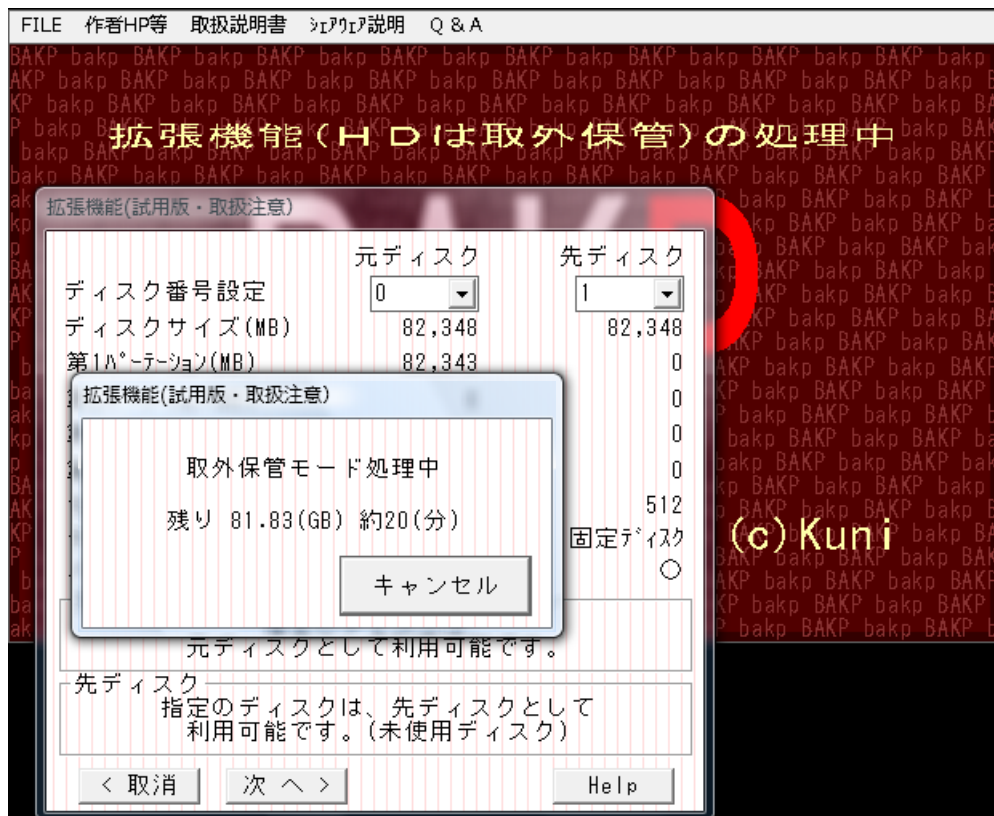 FILE 作者HP等 取扱説明書 ｼｪｱｳｪｱ説明 Q & A
拡張機能(HDは取外保管)の処理中
拡張機能(試用版・取扱注意)
元ディスク 先ディスク
ディスク番号設定 0 1
ディスクサイズ(MB) 82,348 82,348
第1ﾊﾟｰﾃｰｼｮﾝ(MB) 82,343 0
0
0
0
512
固定ﾃﾞｨｽｸ
○
拡張機能(試用版・取扱注意)
取外保管モード処理中
残り 81.83(GB) 約20(分)
キャンセル
(c)Kuni
元ディスクとして利用可能です。
先ディスク
指定のディスクは、先ディスクとして
利用可能です。(未使用ディスク)
< 取消 次 へ > Help